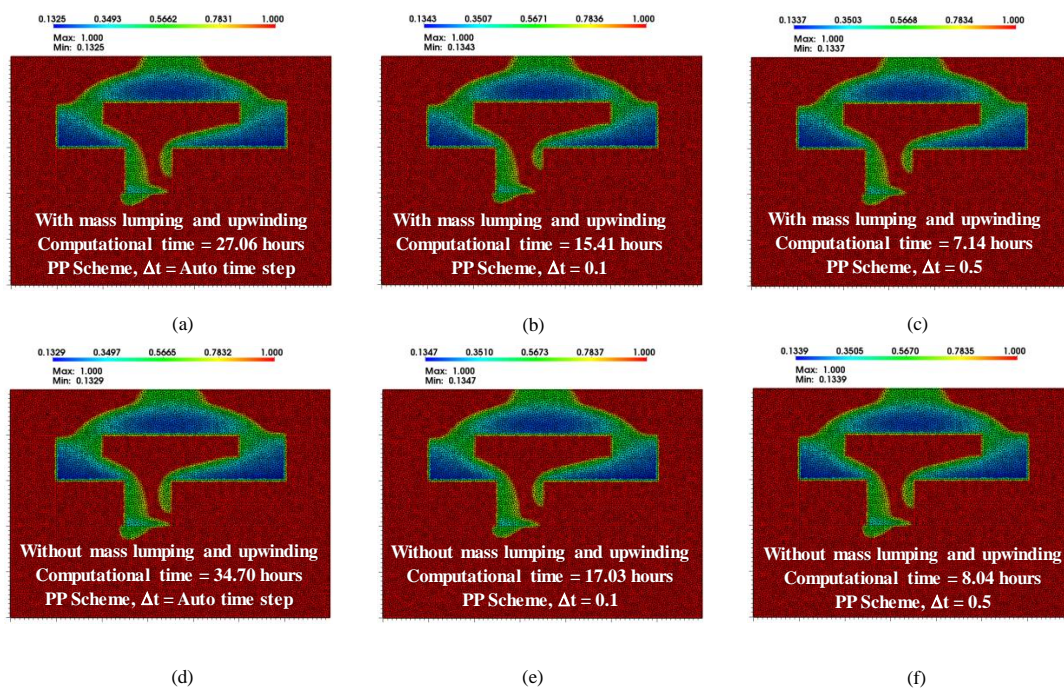 0.1325 0.3493 0.5662 0.7831 1.000
Max: 1.000
Min: 0.1325
With mass lumping and upwinding
Computational time = 27.06 hours
PP Scheme, Δt = Auto time step
(a)
0.1343 0.3507 0.5671 0.7836 1.000
Max: 1.000
Min: 0.1343
With mass lumping and upwinding
Computational time = 15.41 hours
PP Scheme, Δt = 0.1
(b)
0.1337 0.3503 0.5668 0.7834 1.000
Max: 1.000
Min: 0.1337
With mass lumping and upwinding
Computational time = 7.14 hours
PP Scheme, Δt = 0.5
(c)
0.1329 0.3497 0.5665 0.7832 1.000
Max: 1.000
Min: 0.1329
Without mass lumping and upwinding
Computational time = 34.70 hours
PP Scheme, Δt = Auto time step
(d)
0.1347 0.3510 0.5673 0.7837 1.000
Max: 1.000
Min: 0.1347
Without mass lumping and upwinding
Computational time = 17.03 hours
PP Scheme, Δt = 0.1
(e)
0.1339 0.3505 0.5670 0.7835 1.000
Max: 1.000
Min: 0.1339
Without mass lumping and upwinding
Computational time = 8.04 hours
PP Scheme, Δt = 0.5
(f)